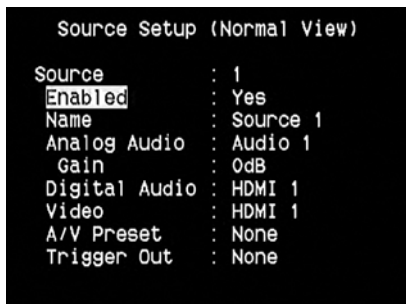 Source Setup (Normal View)
Source : 1
Enabled : Yes
Name : Source 1
Analog Audio : Audio 1
Gain : 0dB
Digital Audio : HDMI 1
Video : HDMI 1
A/V Preset : None
Trigger Out : None